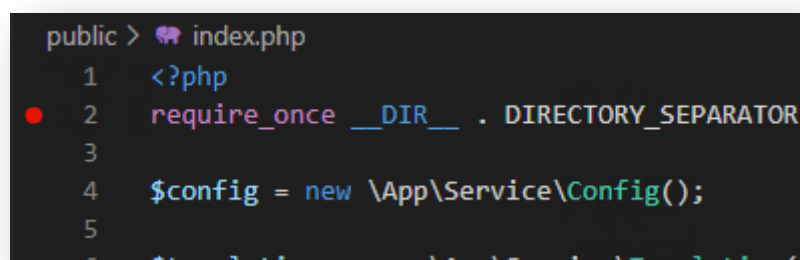 public > index.php
1 <?php
2 require_once __DIR__ . DIRECTORY_SEPARATOR
3
4 $config = new \App\Service\Config();
5